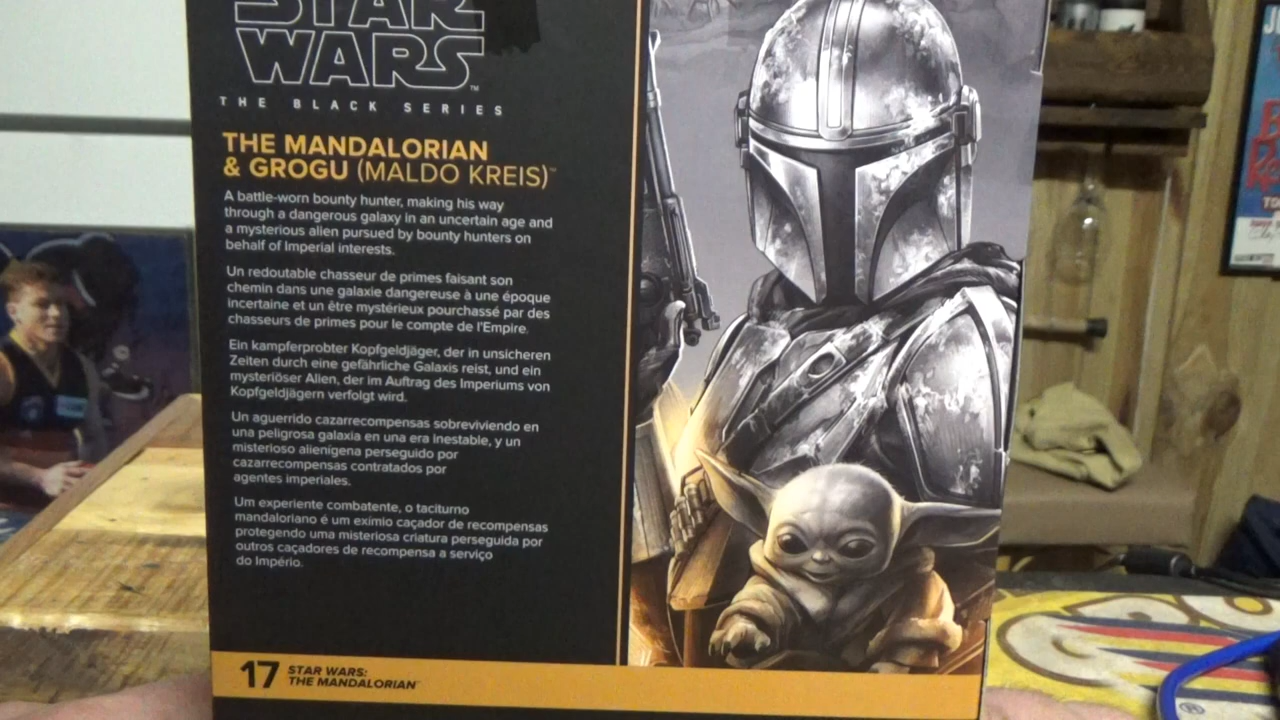 STAR
WARS™
THE BLACK SERIES
THE MANDALORIAN
& GROGU (MALDO KREIS)™
A battle-worn bounty hunter, making his way
through a dangerous galaxy in an uncertain age and
a mysterious alien pursued by bounty hunters on
behalf of Imperial interests.
Un redoutable chasseur de primes faisant son
chemin dans une galaxie dangereuse à une époque
incertaine et un être mystérieux pourchassé par des
chasseurs de primes pour le compte de l'Empire.
Ein kampferprobter Kopfgeldjäger, der in unsicheren
Zeiten durch eine gefährliche Galaxis reist, und ein
mysteriöser Alien, der im Auftrag des Imperiums von
Kopfgeldjägern verfolgt wird.
Un aguerrido cazarrecompensas sobreviviendo en
una peligrosa galaxia en una era inestable, y un
misterioso alienígena perseguido por
cazarrecompensas contratados por
agentes imperiales.
Um experiente combatente, o taciturno
mandaloriano é um exímio caçador de recompensas
protegendo uma misteriosa criatura perseguida por
outros caçadores de recompensa a serviço
do Império.
17 STAR WARS:
THE MANDALORIAN™